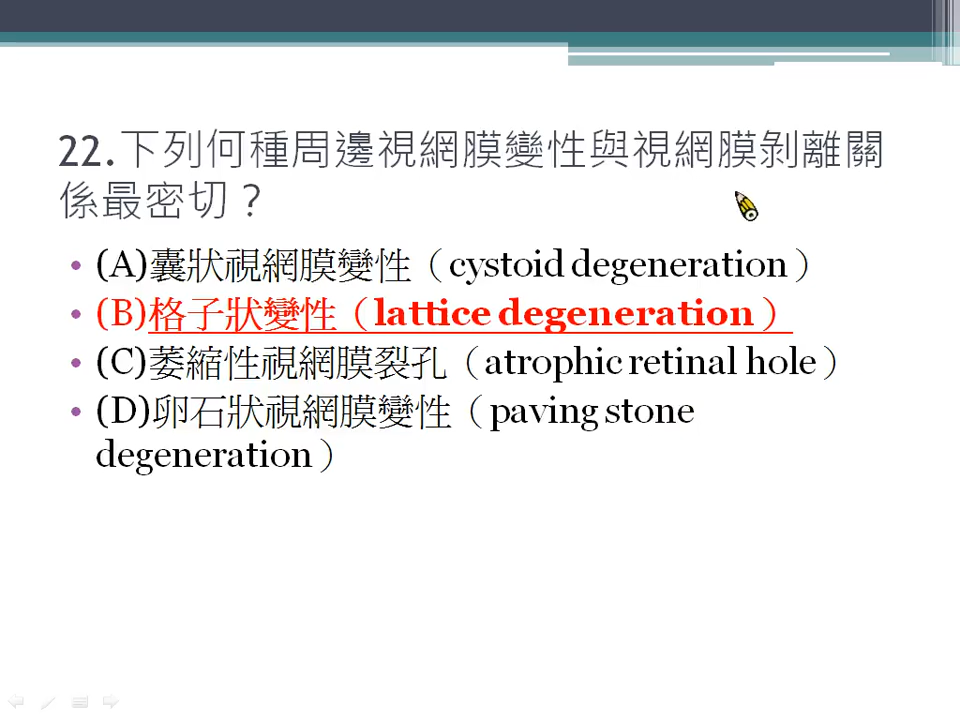 22.下列何種周邊視網膜變性與視網膜剝離關
係最密切？
• (A)囊狀視網膜變性（cystoid degeneration）
• (B)格子狀變性（lattice degeneration）
• (C)萎縮性視網膜裂孔（atrophic retinal hole）
• (D)卵石狀視網膜變性（paving stone
degeneration）